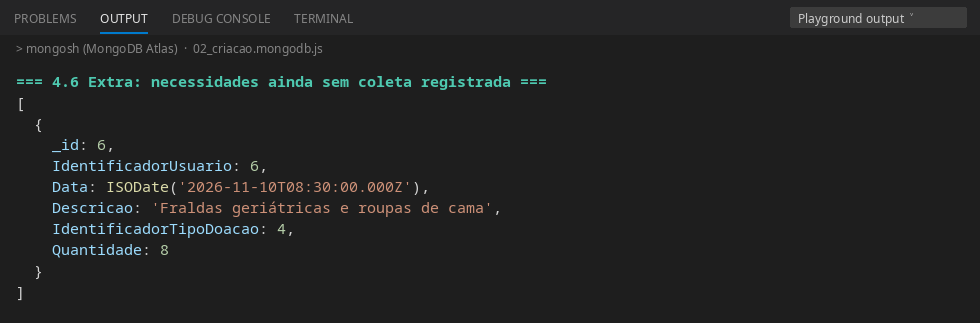 PROBLEMS OUTPUT DEBUG CONSOLE TERMINAL Playground output ˅
> mongosh (MongoDB Atlas) · 02_criacao.mongodb.js
=== 4.6 Extra: necessidades ainda sem coleta registrada ===
[
  {
    _id: 6,
    IdentificadorUsuario: 6,
    Data: ISODate('2026-11-10T08:30:00.000Z'),
    Descricao: 'Fraldas geriátricas e roupas de cama',
    IdentificadorTipoDoacao: 4,
    Quantidade: 8
  }
]